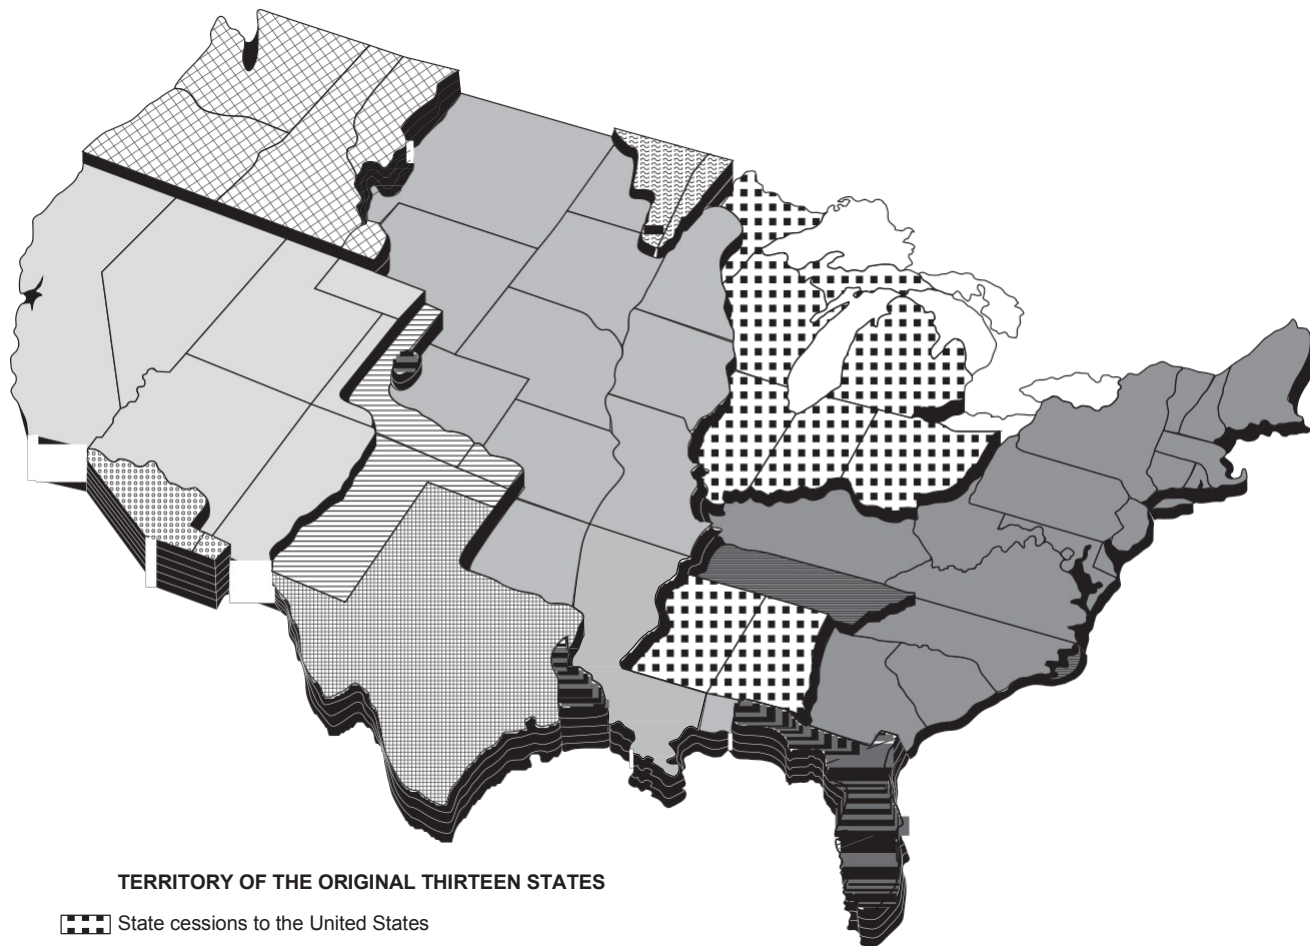 TERRITORY OF THE ORIGINAL THIRTEEN STATES
State cessions to the United States